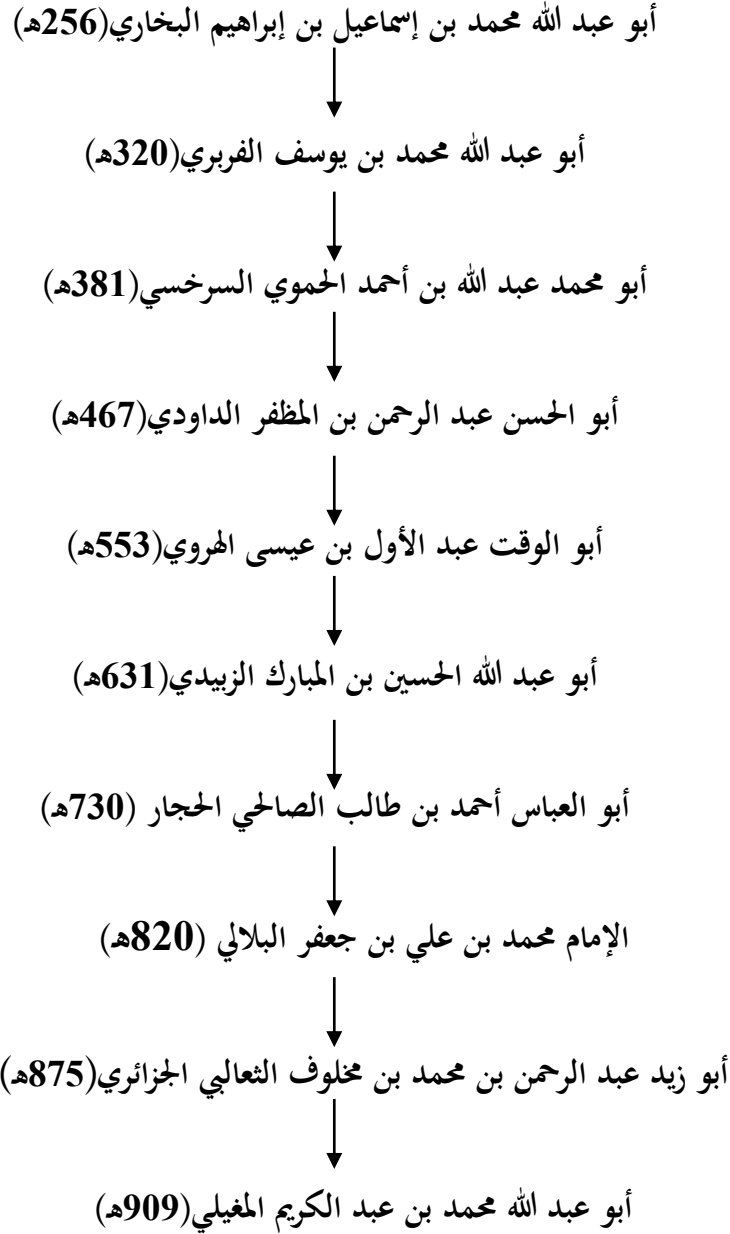 أبو عبد الله محمد بن إسماعيل بن إبراهيم البخاري(256هـ)
أبو عبد الله محمد بن يوسف الفربري(320هـ)
أبو محمد عبد الله بن أحمد الحموي السرخسي(381هـ)
أبو الحسن عبد الرحمن بن المظفر الداودي(467هـ)
أبو الوقت عبد الأول بن عيسى الهروي(553هـ)
أبو عبد الله الحسين بن المبارك الزبيدي(631هـ)
أبو العباس أحمد بن طالب الصالحي الحجار (730هـ)
الإمام محمد بن علي بن جعفر البلالي (820هـ)
أبو زيد عبد الرحمن بن محمد بن مخلوف الثعالبي الجزائري(875هـ)
أبو عبد الله محمد بن عبد الكريم المغيلي(909هـ)